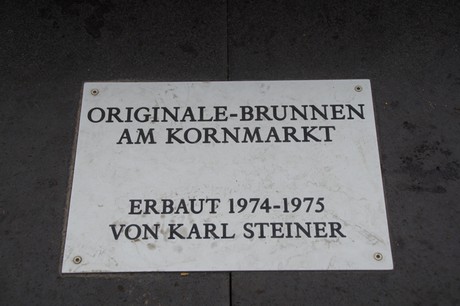 ORIGINALE-BRUNNEN
AM KORNMARKT
ERBAUT 1974-1975
VON KARL STEINER